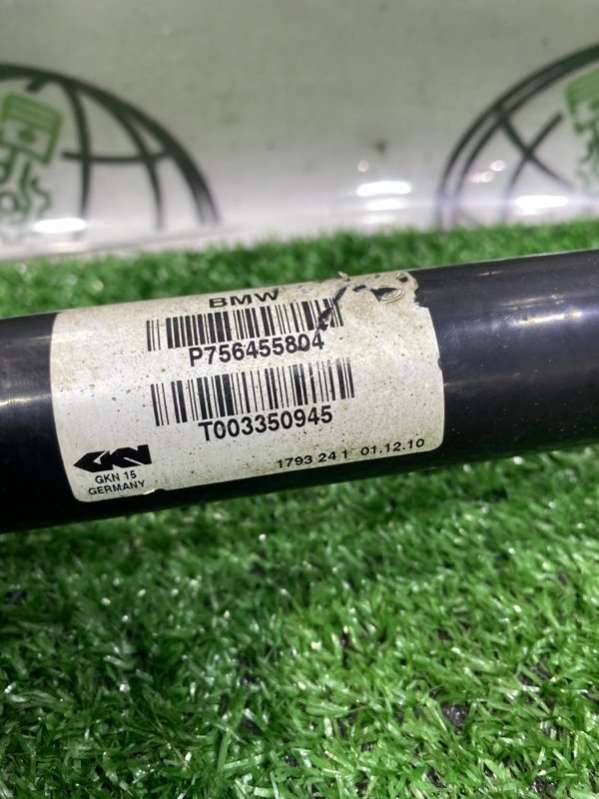 BMW
P756455804
T003350945
GKN
GKN 15
GERMANY
1793 24 1 01.12.10